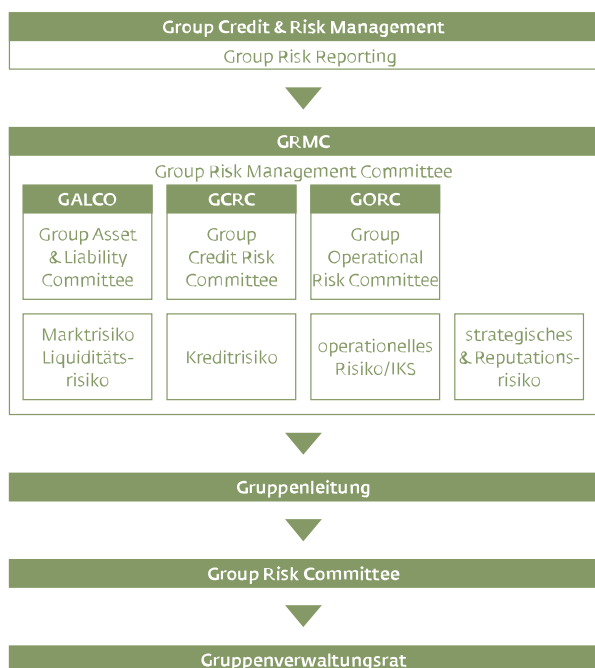 Group Credit & Risk Management
Group Risk Reporting
GRMC
Group Risk Management Committee
GALCO
Group Asset
& Liability
Committee
GCRC
Group
Credit Risk
Committee
GORC
Group
Operational
Risk Committee
Marktrisiko
Liquiditäts-
risiko
Kreditrisiko
operationelles
Risiko/IKS
strategisches
& Reputations-
risiko
Gruppenleitung
Group Risk Committee
Gruppenverwaltungsrat